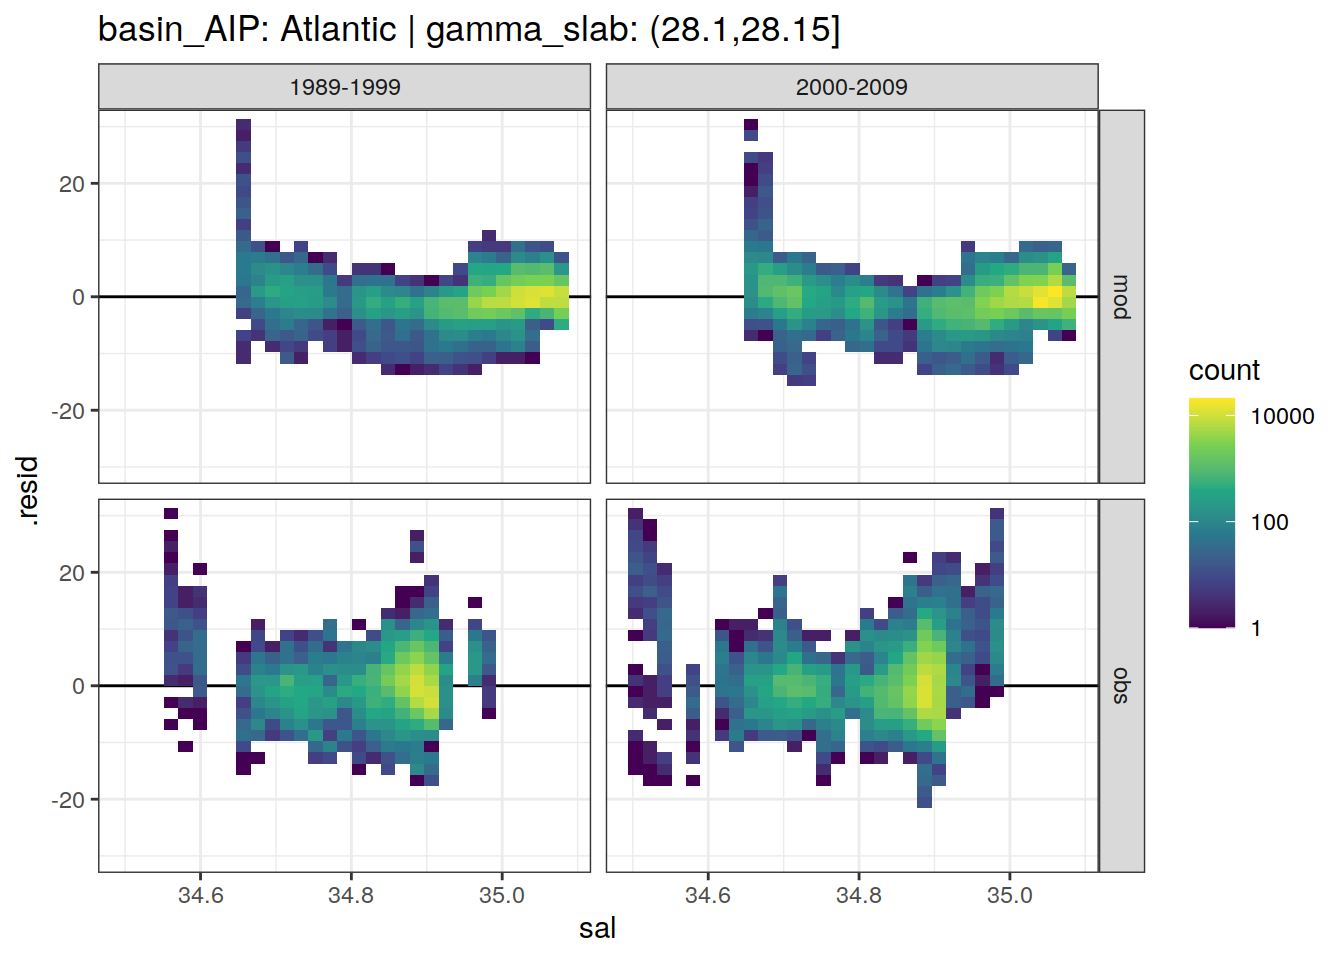 basin_AIP: Atlantic | gamma_slab: (28.1,28.15]
1989-1999
2000-2009
20
0
-20
mod
20
0
-20
obs
.resid
34.6
34.8
35.0
34.6
34.8
35.0
sal
count
10000
100
1